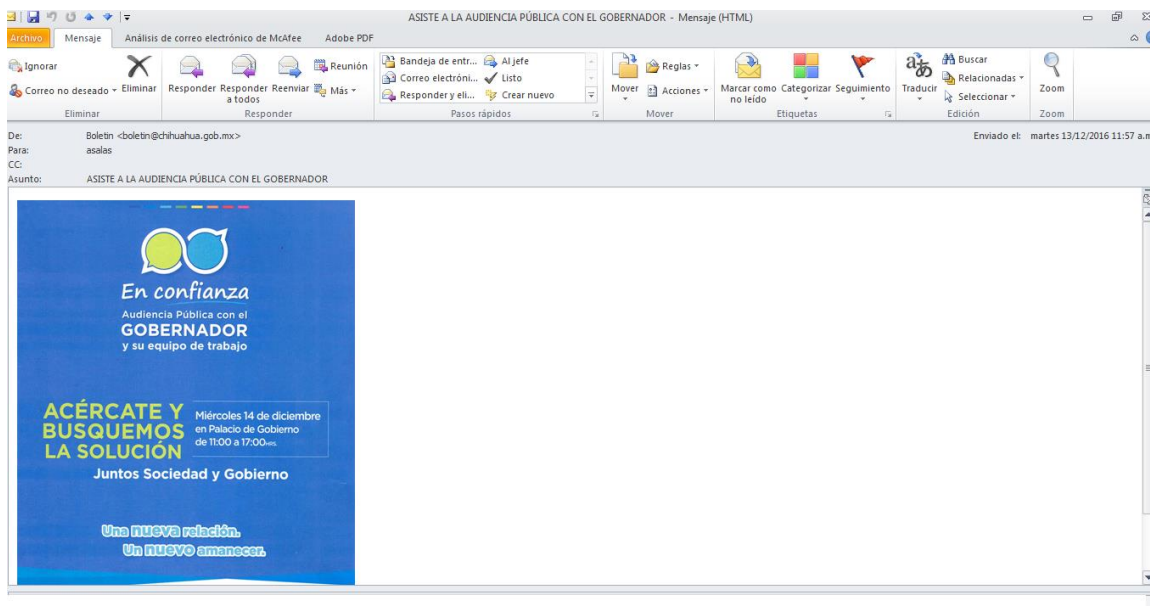 ASISTE A LA AUDIENCIA PÚBLICA CON EL GOBERNADOR - Mensaje (HTML)
Archivo Mensaje Análisis de correo electrónico de McAfee Adobe PDF
Ignorar
Correo no deseado
Eliminar
Responder
Responder a todos
Reenviar
Reunión
Más
Bandeja de entr...
Al jefe
Correo electróni...
Listo
Responder y eli...
Crear nuevo
Mover
Reglas
Acciones
Marcar como no leído
Categorizar
Seguimiento
Traducir
Buscar
Relacionadas
Seleccionar
Zoom
Eliminar Responder Pasos rápidos Mover Etiquetas Edición Zoom
De: Boletin <boletin@chihuahua.gob.mx> Enviado el: martes 13/12/2016 11:57 a.m
Para: asalas
CC:
Asunto: ASISTE A LA AUDIENCIA PÚBLICA CON EL GOBERNADOR
En confianza
Audiencia Pública con el
GOBERNADOR
y su equipo de trabajo
ACÉRCATE Y
BUSQUEMOS
LA SOLUCIÓN
Miércoles 14 de diciembre
en Palacio de Gobierno
de 11:00 a 17:00 HRS.
Juntos Sociedad y Gobierno
Una nueva relación.
Un nuevo amanecer.